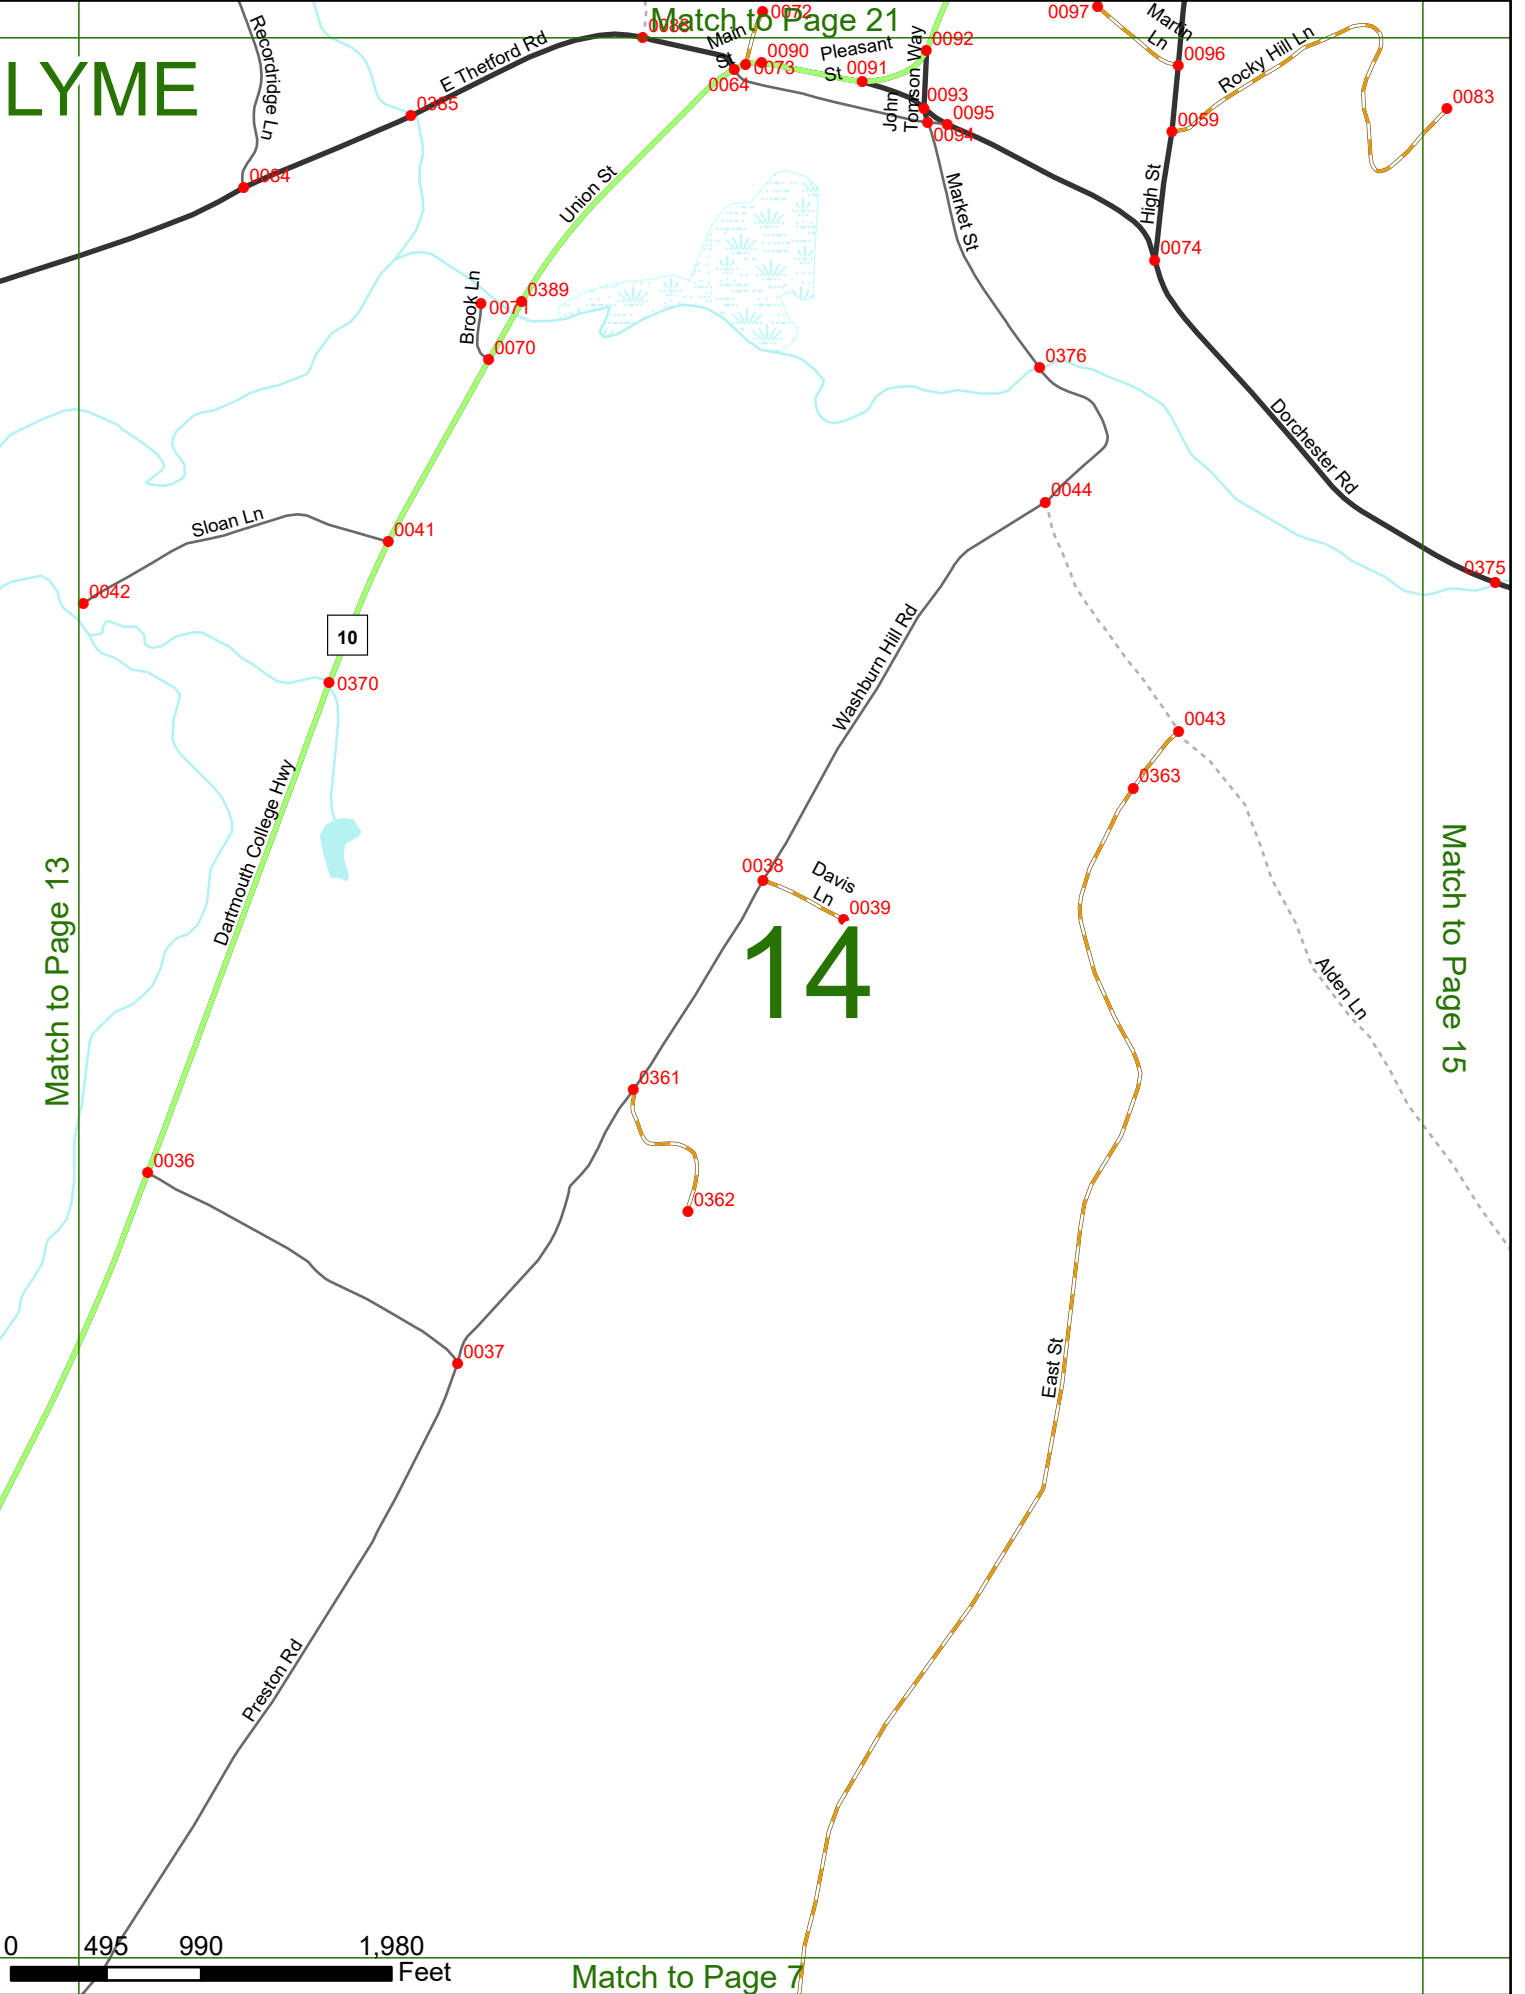 Match to Page 21
LYME
Recordridge Ln
E Thetford Rd
0385
0084
0088
Main
St
0072
0090
0073
0064
Pleasant
St
0091
John
Tomson Way
0092
0093
0095
0094
0097
Martin
Ln
0096
Rocky Hill Ln
0083
0059
High St
0074
Union St
Market St
Brook Ln
0071
0389
0070
0376
Dorchester Rd
0375
0044
Sloan Ln
0041
0042
10
0370
Washburn Hill Rd
0043
0363
Dartmouth College Hwy
0038
Davis
Ln
0039
14
Match to Page 13
Match to Page 15
Alden Ln
0361
0362
0036
0037
East St
Preston Rd
0 495 990 1,980
Feet
Match to Page 7